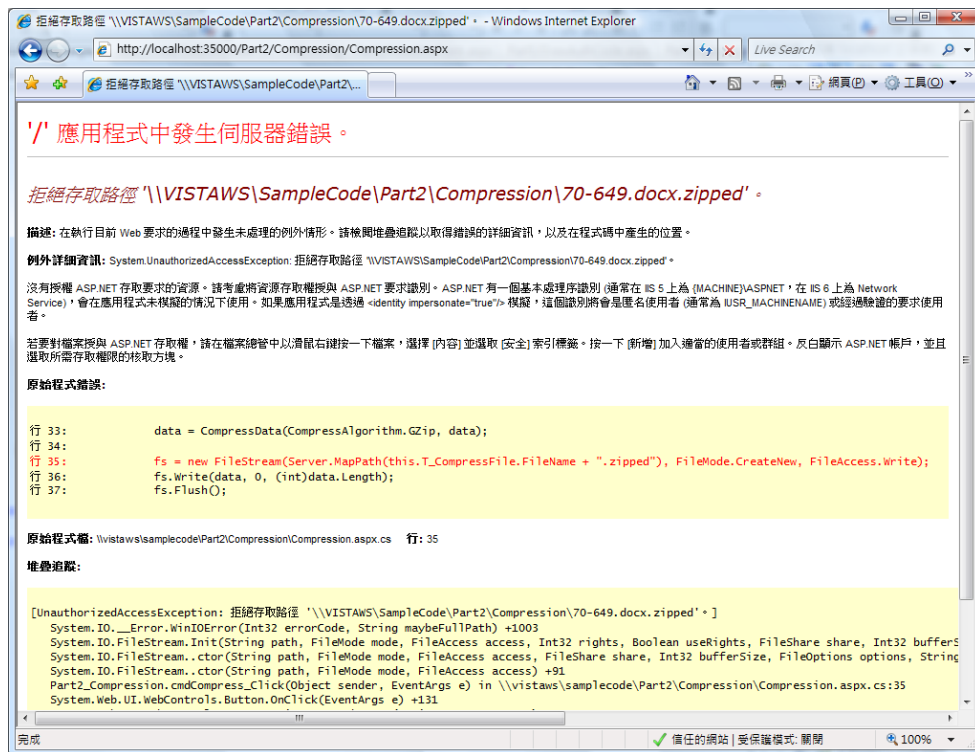 拒絕存取路徑 '\\VISTAWS\SampleCode\Part2\Compression\70-649.docx.zipped'。 - Windows Internet Explorer
http://localhost:35000/Part2/Compression/Compression.aspx
Live Search
拒絕存取路徑 '\\VISTAWS\SampleCode\Part2\...
網頁(P)
工具(O)
'/' 應用程式中發生伺服器錯誤。
拒絕存取路徑 '\\VISTAWS\SampleCode\Part2\Compression\70-649.docx.zipped'。
描述: 在執行目前 Web 要求的過程中發生未處理的例外情形。請檢閱堆疊追蹤以取得錯誤的詳細資訊，以及在程式碼中產生的位置。
例外詳細資訊: System.UnauthorizedAccessException: 拒絕存取路徑 '\\VISTAWS\SampleCode\Part2\Compression\70-649.docx.zipped'。
沒有授權 ASP.NET 存取要求的資源。請考慮將資源存取權授與 ASP.NET 要求識別。ASP.NET 有一個基本處理序識別 (通常在 IIS 5 上為 {MACHINE}\ASPNET，在 IIS 6 上為 Network
Service)，會在應用程式未模擬的情況下使用。如果應用程式是透過 <identity impersonate="true"/> 模擬，這個識別將會是匿名使用者 (通常為 IUSR_MACHINENAME) 或經過驗證的要求使用
者。
若要對檔案授與 ASP.NET 存取權，請在檔案總管中以滑鼠右鍵按一下檔案，選擇 [內容] 並選取 [安全] 索引標籤。按一下 [新增] 加入適當的使用者或群組。反白顯示 ASP.NET 帳戶，並且
選取所需存取權限的核取方塊。
原始程式錯誤:
行 33:            data = CompressData(CompressAlgorithm.GZip, data);
行 34:
行 35:            fs = new FileStream(Server.MapPath(this.T_CompressFile.FileName + ".zipped"), FileMode.CreateNew, FileAccess.Write);
行 36:            fs.Write(data, 0, (int)data.Length);
行 37:            fs.Flush();
原始程式檔: \\vistaws\samplecode\Part2\Compression\Compression.aspx.cs    行: 35
堆疊追蹤:
[UnauthorizedAccessException: 拒絕存取路徑 '\\VISTAWS\SampleCode\Part2\Compression\70-649.docx.zipped'。]
System.IO.__Error.WinIOError(Int32 errorCode, String maybeFullPath) +1003
System.IO.FileStream.Init(String path, FileMode mode, FileAccess access, Int32 rights, Boolean useRights, FileShare share, Int32 bufferS
System.IO.FileStream..ctor(String path, FileMode mode, FileAccess access, FileShare share, Int32 bufferSize, FileOptions options, String
System.IO.FileStream..ctor(String path, FileMode mode, FileAccess access) +91
Part2_Compression.cmdCompress_Click(Object sender, EventArgs e) in \\vistaws\samplecode\Part2\Compression\Compression.aspx.cs:35
System.Web.UI.WebControls.Button.OnClick(EventArgs e) +131
完成
信任的網站 | 受保護模式: 關閉
100%